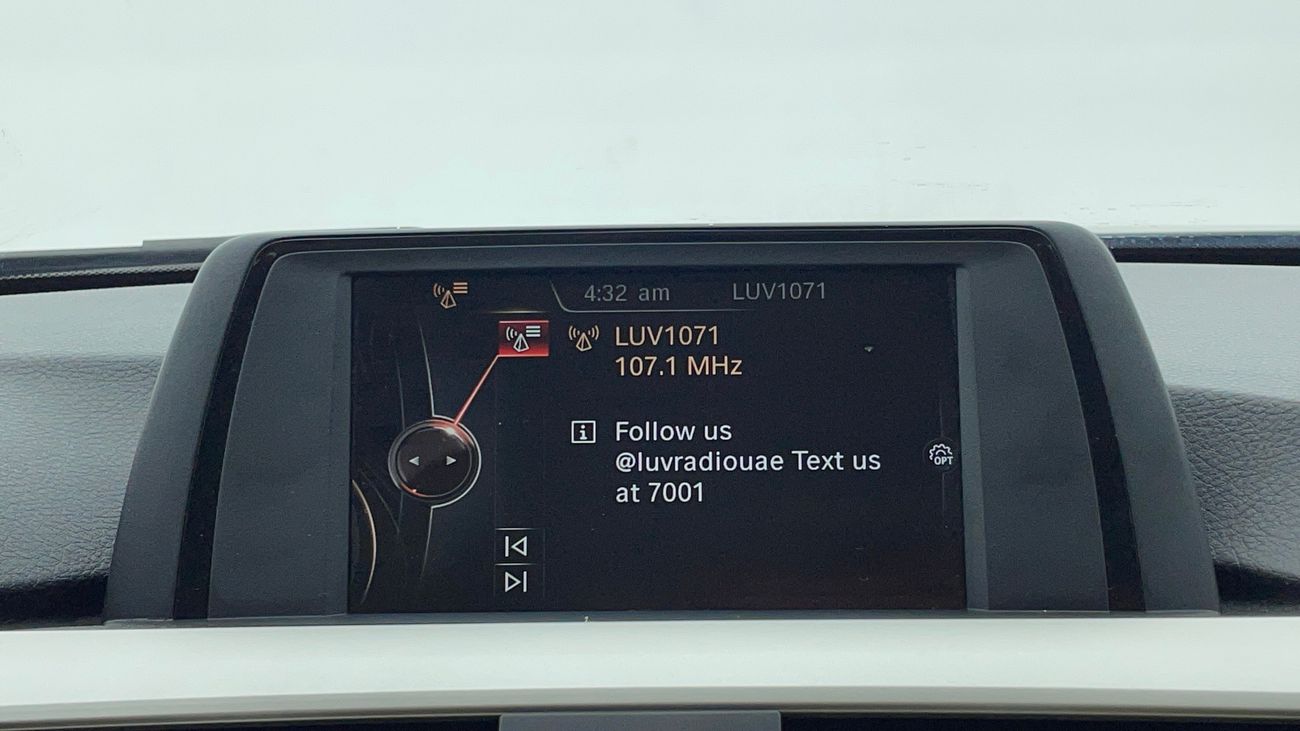 4:32 am LUV1071
LUV1071
107.1 MHz
Follow us
@luvradiouae Text us
at 7001
OPT